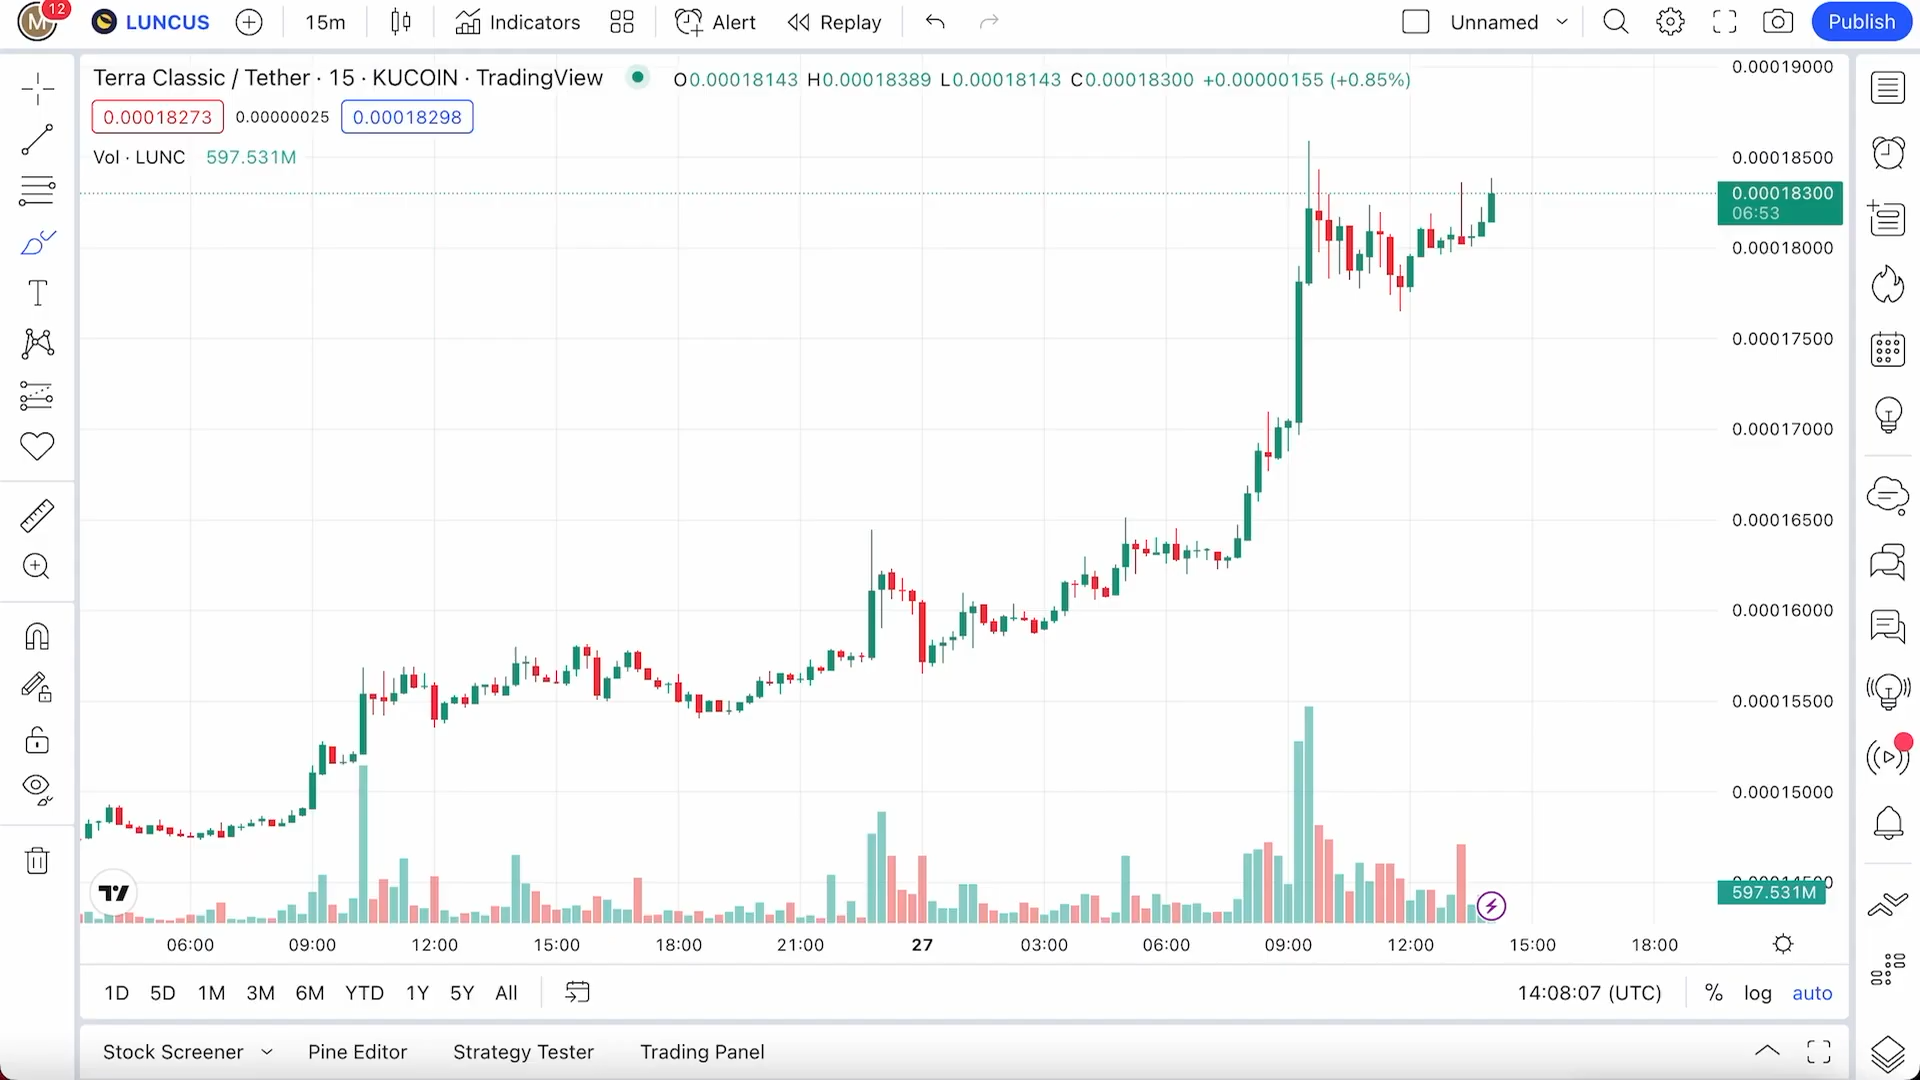 M 12 LUNCUS 15m Indicators Alert Replay Unnamed Publish
Terra Classic / Tether · 15 · KUCOIN · TradingView O0.00018143 H0.00018389 L0.00018143 C0.00018300 +0.00000155 (+0.85%)
0.00018273 0.00000025 0.00018298
Vol · LUNC 597.531M
0.00019000
0.00018500
0.00018300
06:53
0.00018000
0.00017500
0.00017000
0.00016500
0.00016000
0.00015500
0.00015000
597.531M
06:00 09:00 12:00 15:00 18:00 21:00 27 03:00 06:00 09:00 12:00 15:00 18:00
1D 5D 1M 3M 6M YTD 1Y 5Y All 14:08:07 (UTC) % log auto
Stock Screener Pine Editor Strategy Tester Trading Panel